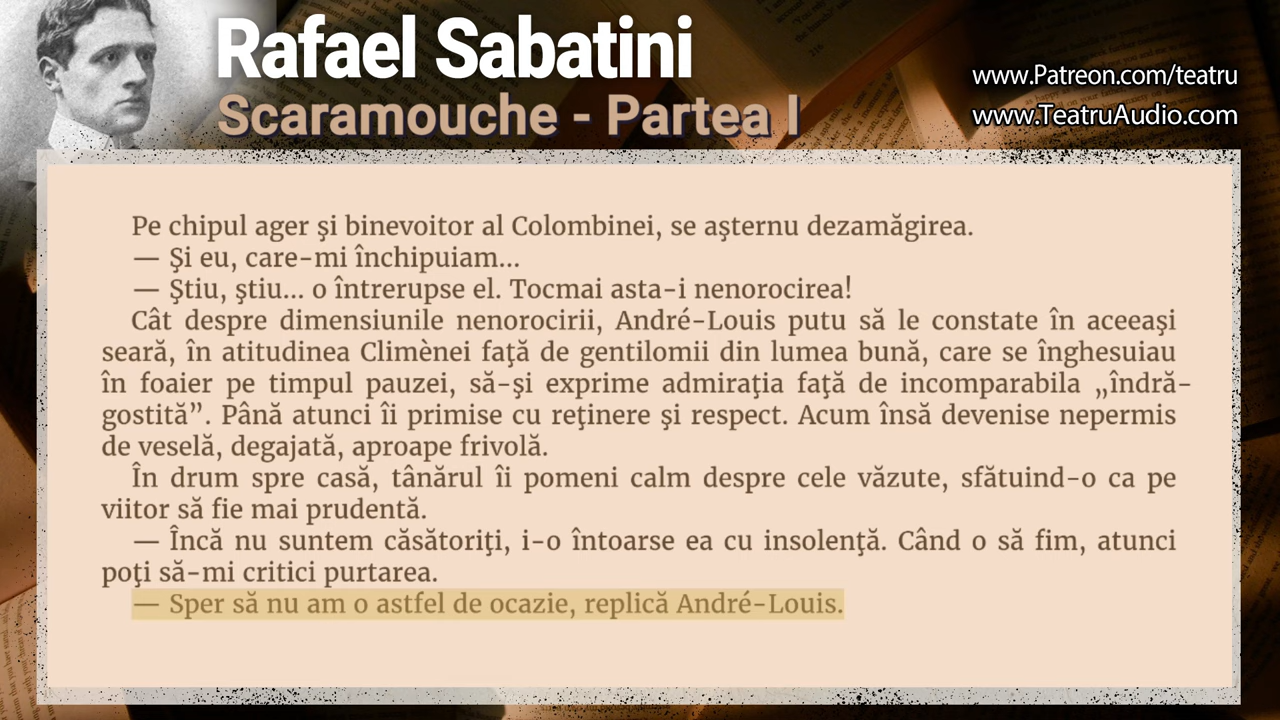 Rafael Sabatini
Scaramouche - Partea I
www.Patreon.com/teatru
www.TeatruAudio.com
Pe chipul ager şi binevoitor al Colombinei, se aşternu dezamăgirea.
— Şi eu, care-mi închipuiam...
— Ştiu, ştiu... o întrerupse el. Tocmai asta-i nenorocirea!
Cât despre dimensiunile nenorocirii, André-Louis putu să le constate în aceeaşi
seară, în atitudinea Climènei faţă de gentilomii din lumea bună, care se înghesuiau
în foaier pe timpul pauzei, să-şi exprime admiraţia faţă de incomparabila „îndră-
gostită”. Până atunci îi primise cu reţinere şi respect. Acum însă devenise nepermis
de veselă, degajată, aproape frivolă.
În drum spre casă, tânărul îi pomeni calm despre cele văzute, sfătuind-o ca pe
viitor să fie mai prudentă.
— Încă nu suntem căsătoriţi, i-o întoarse ea cu insolenţă. Când o să fim, atunci
poţi să-mi critici purtarea.
— Sper să nu am o astfel de ocazie, replică André-Louis.